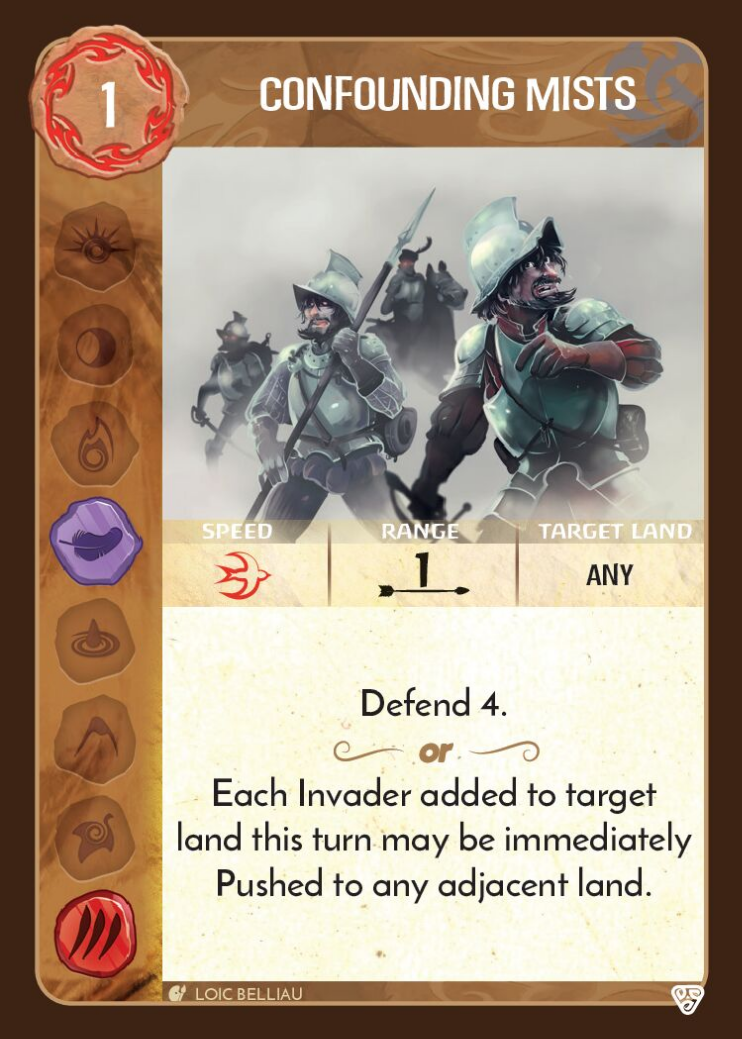 1
CONFOUNDING MISTS
SPEED RANGE TARGET LAND
1 ANY
Defend 4.
or
Each Invader added to target
land this turn may be immediately
Pushed to any adjacent land.
LOIC BELLIAU